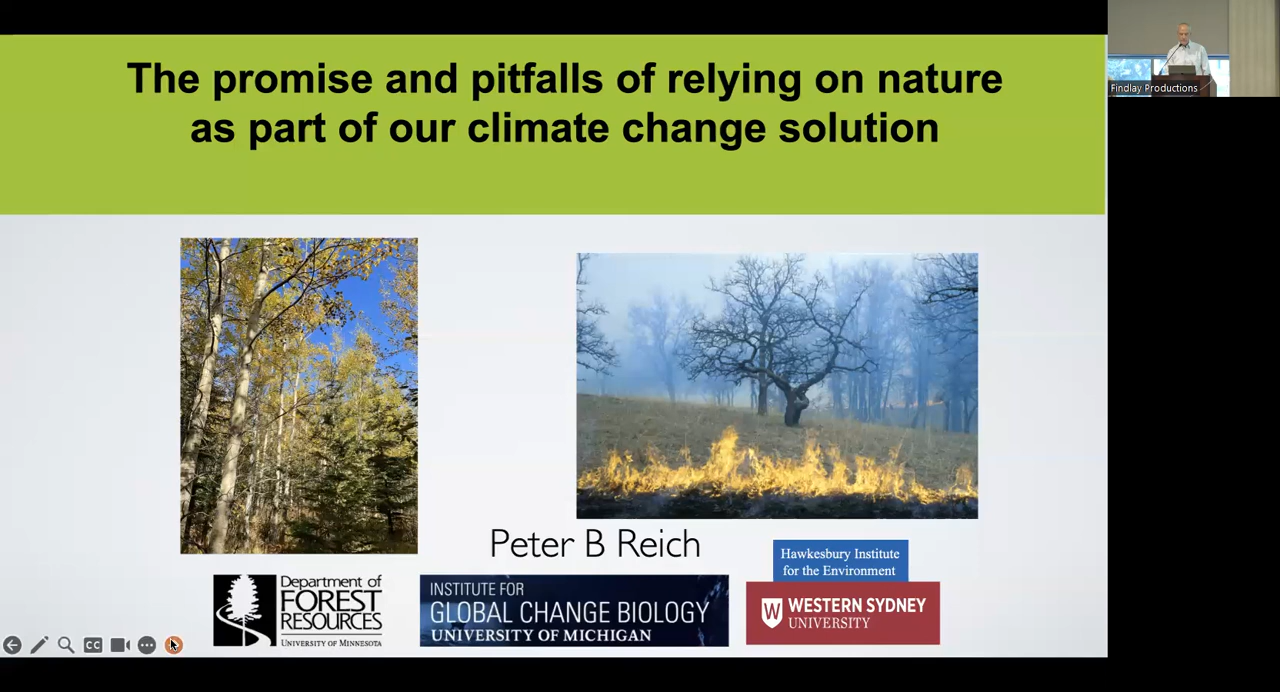 The promise and pitfalls of relying on nature
as part of our climate change solution
Findlay Productions
Peter B Reich
Department of
FOREST
RESOURCES
UNIVERSITY OF MINNESOTA
INSTITUTE FOR
GLOBAL CHANGE BIOLOGY
UNIVERSITY OF MICHIGAN
Hawkesbury Institute
for the Environment
W WESTERN SYDNEY
UNIVERSITY
CC